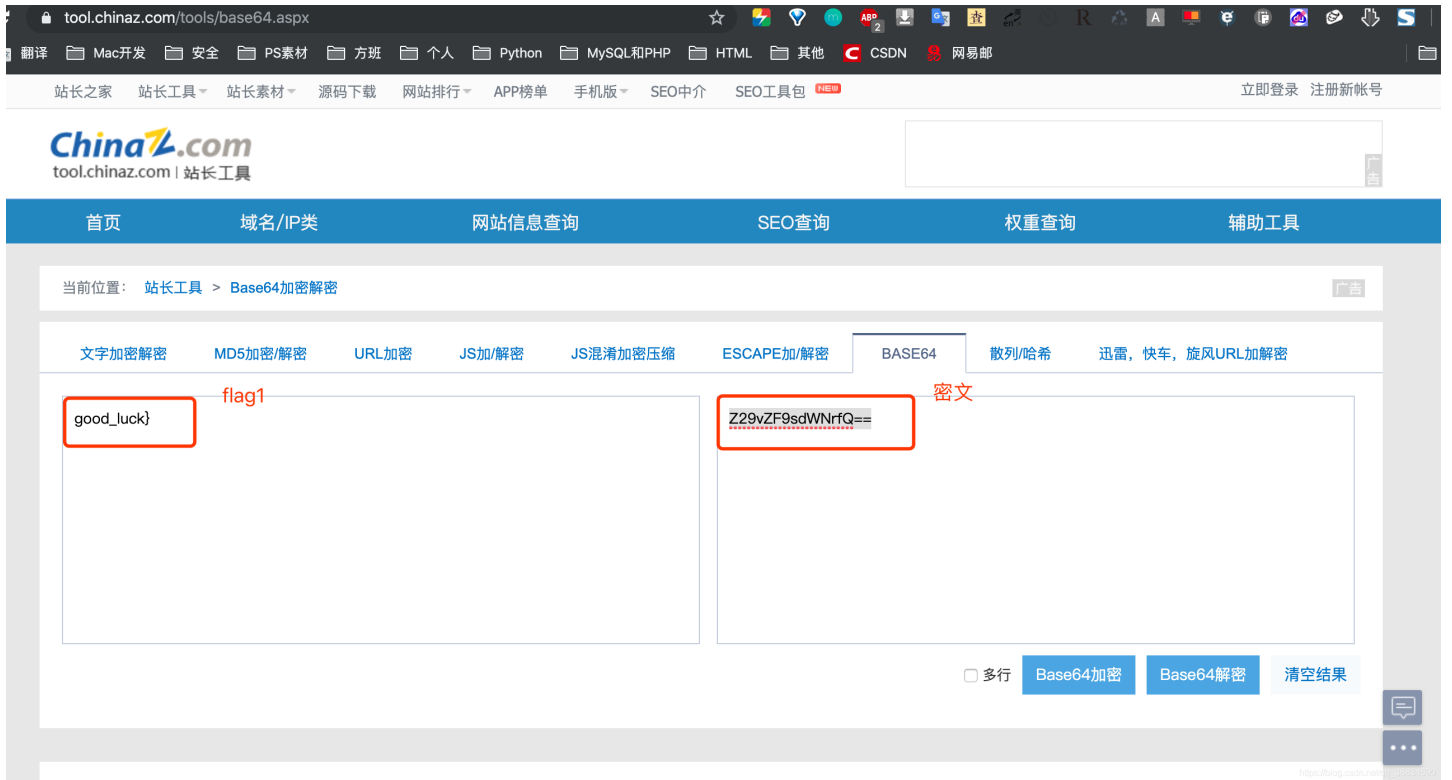 tool.chinaz.com/tools/base64.aspx
翻译 Mac开发 安全 PS素材 方班 个人 Python MySQL和PHP HTML 其他 CSDN 网易邮
站长之家 站长工具 站长素材 源码下载 网站排行 APP榜单 手机版 SEO中介 SEO工具包 NEW 立即登录 注册新帐号
ChinaZ.com
tool.chinaz.com 站长工具
广告
首页 域名/IP类 网站信息查询 SEO查询 权重查询 辅助工具
当前位置： 站长工具 > Base64加密解密 广告
文字加密解密 MD5加密/解密 URL加密 JS加/解密 JS混淆加密压缩 ESCAPE加/解密 BASE64 散列/哈希 迅雷，快车，旋风URL加解密
flag1 密文
good_luck} Z29vZF9sdWNrfQ==
多行 Base64加密 Base64解密 清空结果